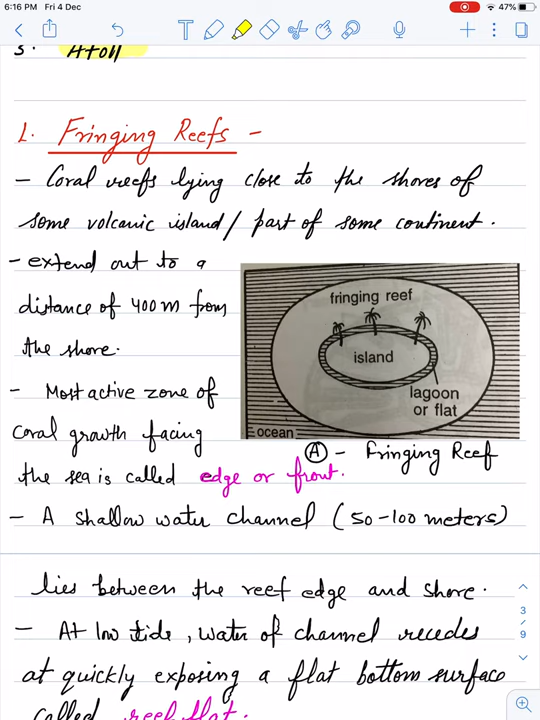 6:16 PM Fri 4 Dec
47%
3. Atoll
1. Fringing Reefs -
- Coral reefs lying close to the shores of
some volcanic island / part of some continent.
- extend out to a
distance of 400 m from
the shore.
- Most active zone of
coral growth facing
the sea is called edge or front.
fringing reef
island
lagoon
or flat
ocean
(A) - Fringing Reef
- A shallow water channel (50-100 meters)
lies between the reef edge and shore.
- At low tide, water of channel recedes
at quickly exposing a flat bottom surface
called reef flat.
3
/
9